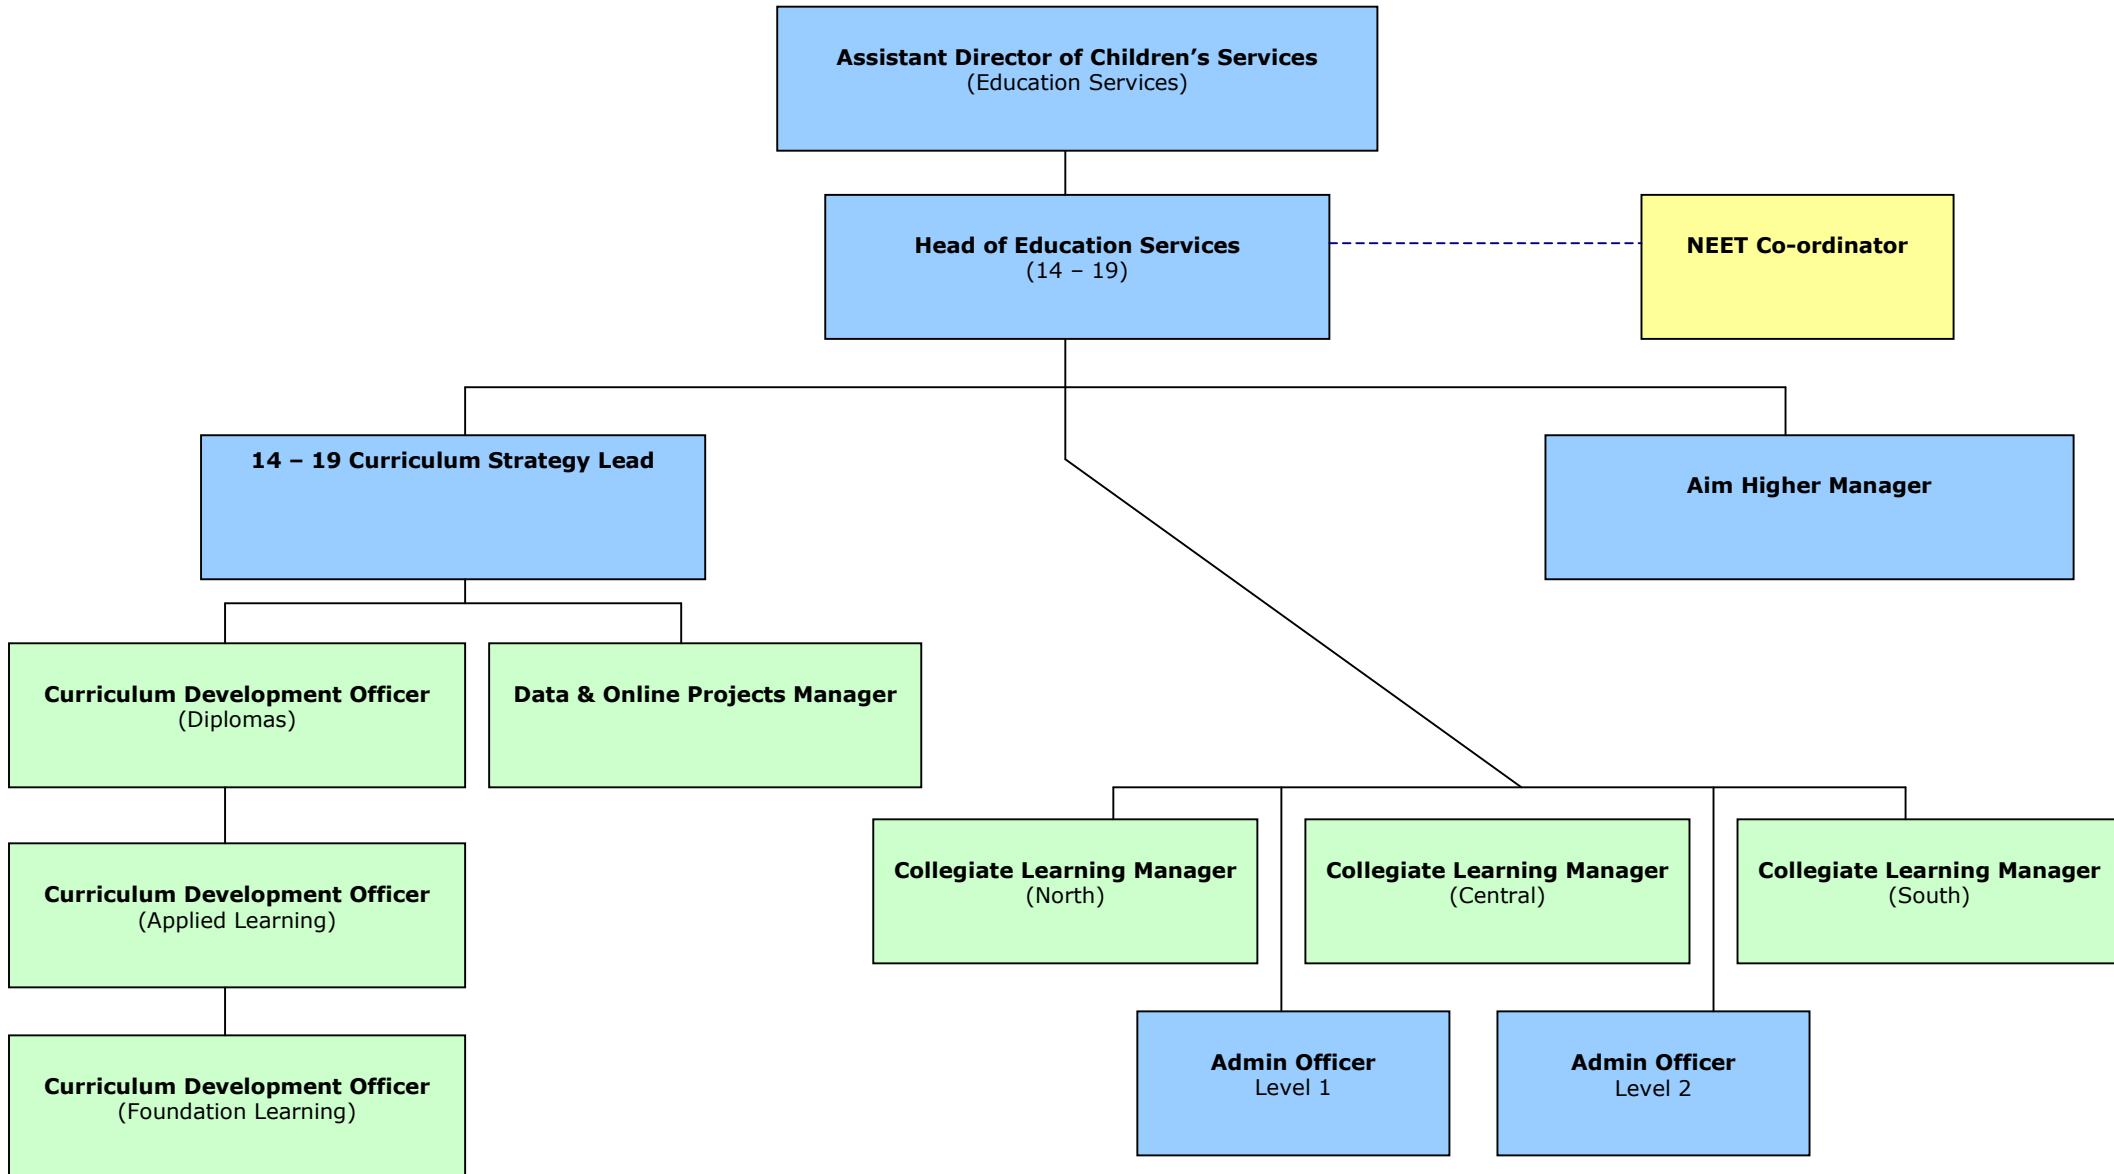 Assistant Director of Children’s Services
(Education Services)
Head of Education Services
(14 – 19)
NEET Co-ordinator
14 – 19 Curriculum Strategy Lead
Aim Higher Manager
Curriculum Development Officer
(Diplomas)
Data & Online Projects Manager
Collegiate Learning Manager
(North)
Collegiate Learning Manager
(Central)
Collegiate Learning Manager
(South)
Curriculum Development Officer
(Applied Learning)
Admin Officer
Level 1
Admin Officer
Level 2
Curriculum Development Officer
(Foundation Learning)